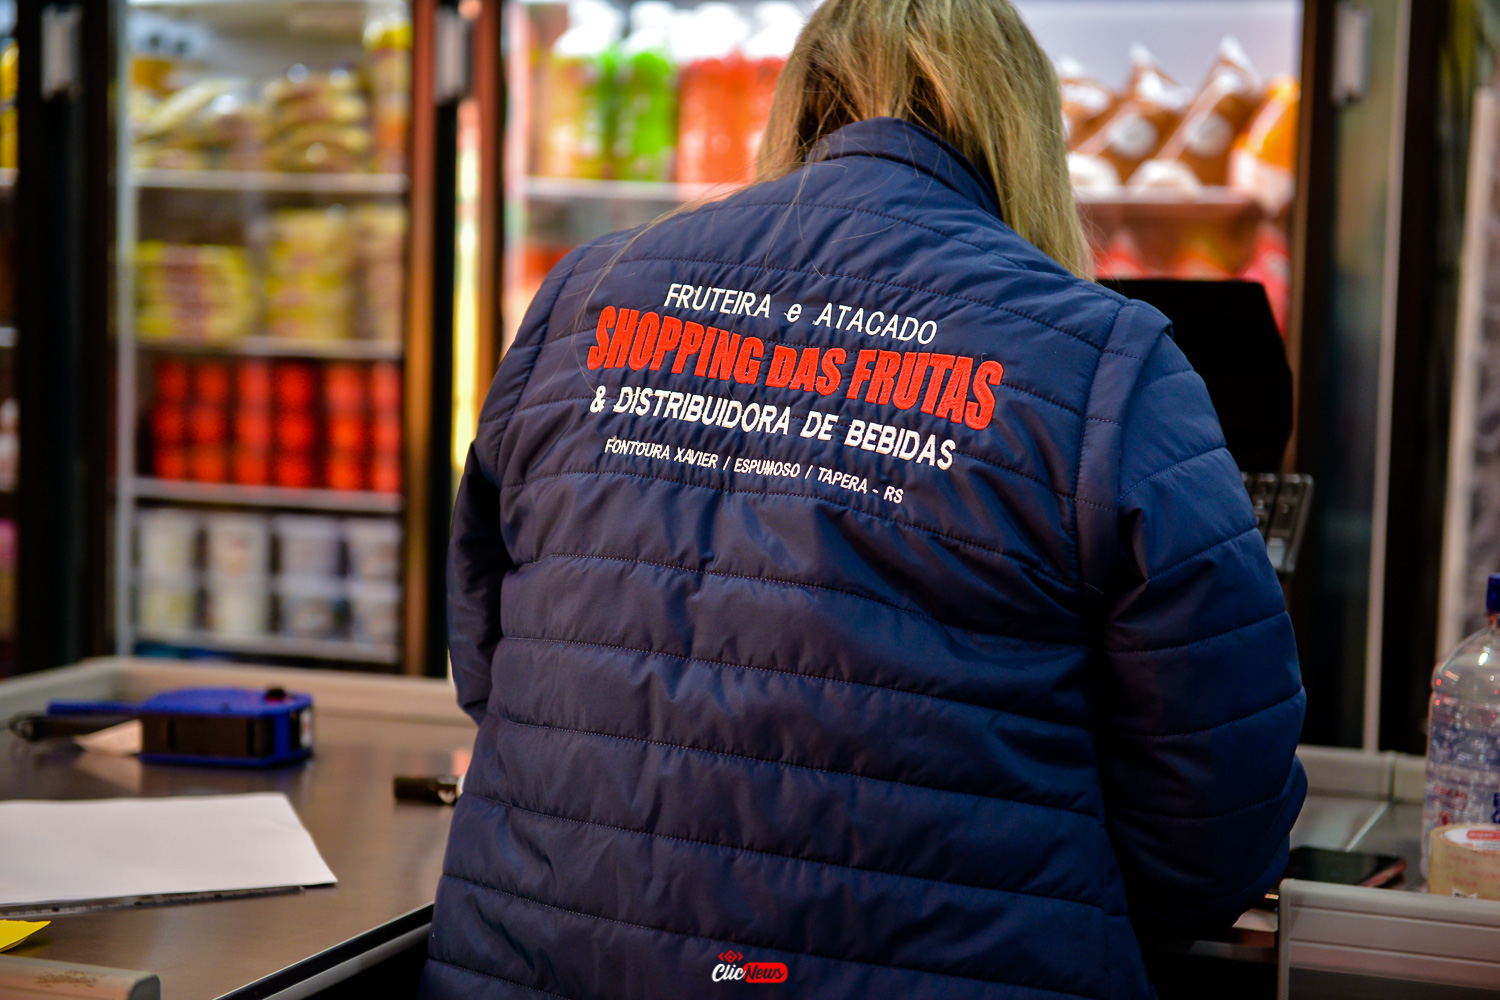 FRUTEIRA e ATACADO
SHOPPING DAS FRUTAS
& DISTRIBUIDORA DE BEBIDAS
FONTOURA XAVIER / ESPUMOSO / TAPERA - RS
ClicNews